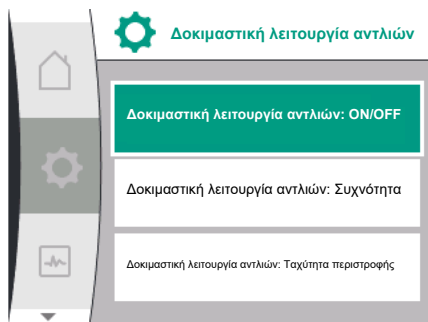 Δοκιμαστική λειτουργία αντλιών
Δοκιμαστική λειτουργία αντλιών: ON/OFF
Δοκιμαστική λειτουργία αντλιών: Συχνότητα
Δοκιμαστική λειτουργία αντλιών: Ταχύτητα περιστροφής